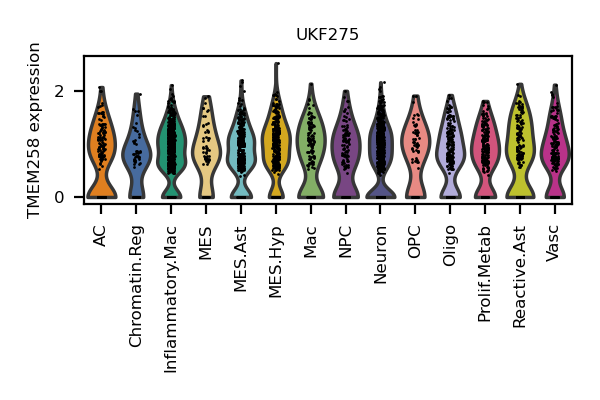 UKF275
TMEM258 expression
2
0
AC
Chromatin.Reg
Inflammatory.Mac
MES
MES.Ast
MES.Hyp
Mac
NPC
Neuron
OPC
Oligo
Prolif.Metab
Reactive.Ast
Vasc